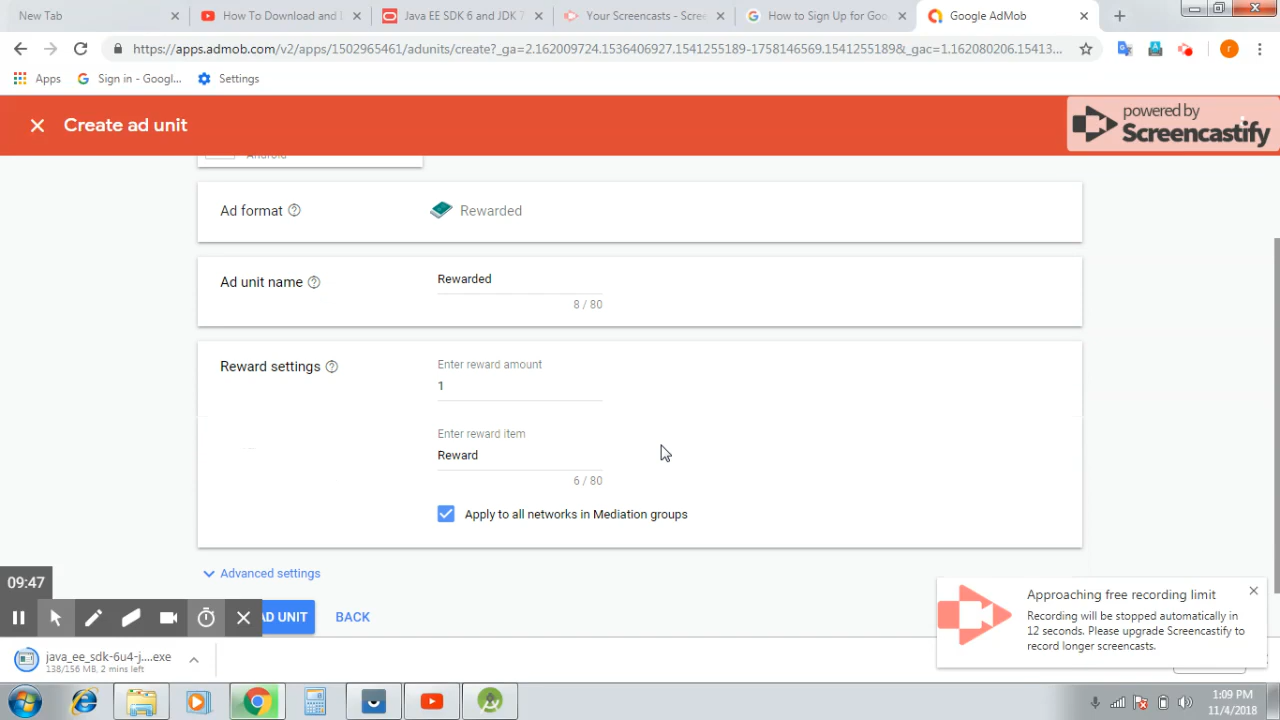 New Tab
How To Download and I
Java EE SDK 6 and JDK 7
Your Screencasts - Scree
How to Sign Up for Goo
Google AdMob
https://apps.admob.com/v2/apps/1502965461/adunits/create?_ga=2.162009724.1536406927.1541255189-1758146569.1541255189&_gac=1.162080206.15413...
r
Apps
Sign in - Googl...
Settings
Create ad unit
powered by
Screencastify
Android
Ad format
Rewarded
Ad unit name
Rewarded
8 / 80
Reward settings
Enter reward amount
1
Enter reward item
Reward
6 / 80
Apply to all networks in Mediation groups
Advanced settings
09:47
AD UNIT
BACK
Approaching free recording limit
Recording will be stopped automatically in
12 seconds. Please upgrade Screencastify to
record longer screencasts.
java_ee_sdk-6u4-j....exe
138/156 MB, 2 mins left
1:09 PM
11/4/2018